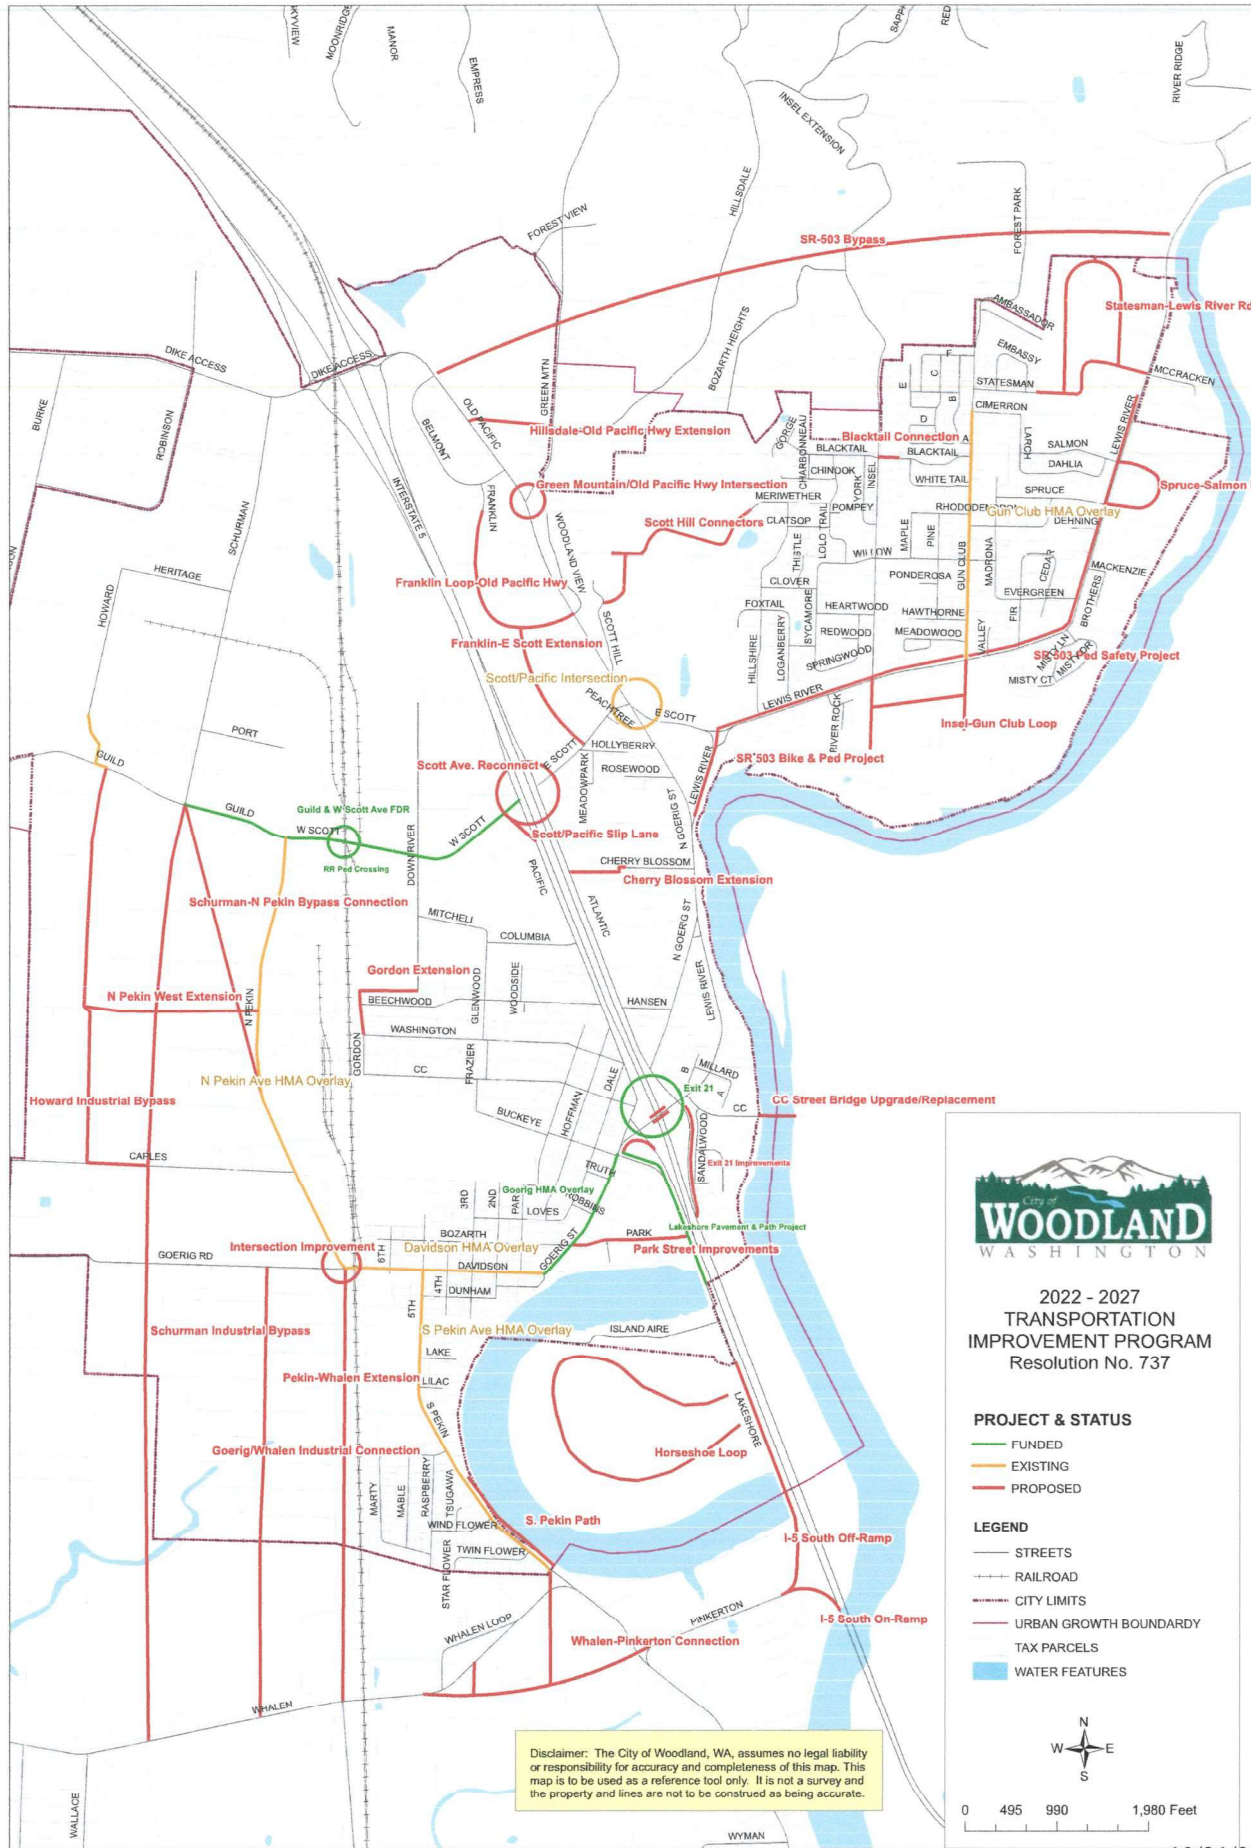 KYVIEW
MOONRIDGE
MANOR
EMPRESS
RED
RIVER RIDGE
INSEL EXTENSION
HILLSDALE
FOREST PARK
FOREST VIEW
SR-503 Bypass
AMBASSADOR
Statesman-Lewis River Rd
EMBASSY
BOZARTH HEIGHTS
DIKE ACCESS
DIKE ACCESS
GREEN MTN
F
C
E
B
D
A
STATESMAN
MCCRACKEN
CIMERRON
BURKE
ROBINSON
OLD PACIFIC
BELMONT
Hillsdale-Old Pacific Hwy Extension
GORGE
CHARBONNEAU
Blacktail Connection
BLACKTAIL
BLACKTAIL
LARCH
SALMON
DAHLIA
LEWIS RIVER
CHINOOK
INSEL
YORK
WHITE TAIL
SPRUCE
Spruce-Salmon
Green Mountain/Old Pacific Hwy Intersection
INTERSTATE 5
FRANKLIN
MERIWETHER
POMPEY
Gun Club HMA Overlay
DEHNING
SCHURMAN
WOODLAND VIEW
Scott Hill Connectors
CLATSOP
THISTLE
LOLO TRAIL
WILLOW
MAPLE
PINE
GUN CLUB
MADRONA
CEDAR
HERITAGE
HOWARD
Franklin Loop-Old Pacific Hwy
CLOVER
PONDEROSA
MACKENZIE
EVERGREEN
BROTHERS
FIR
FOXTAIL
SYCAMORE
HEARTWOOD
HAWTHORNE
SCOTT HILL
Franklin-E Scott Extension
HILLSHIRE
LOGANBERRY
REDWOOD
MEADOWOOD
VALLEY
SPRINGWOOD
MISTY LN
MISTY DR
MISTY CT
SR 503 Ped Safety Project
Scott/Pacific Intersection
PEACHTREE
E SCOTT
LEWIS RIVER
RIVER ROCK
Insel-Gun Club Loop
PORT
GUILD
E SCOTT
HOLLYBERRY
Scott Ave. Reconnect
MEADOWPARK
ROSEWOOD
LEWIS RIVER
SR 503 Bike & Ped Project
GUILD
Guild & W Scott Ave FDR
W SCOTT
RR Ped Crossing
DOWN RIVER
W SCOTT
Scott/Pacific Slip Lane
N GOERIG ST
PACIFIC
CHERRY BLOSSOM
Cherry Blossom Extension
Schurman-N Pekin Bypass Connection
ATLANTIC
MITCHELL
COLUMBIA
N GOERIG ST
Gordon Extension
BEECHWOOD
GLENWOOD
WOODSIDE
HANSEN
LEWIS RIVER
N Pekin West Extension
N PEKIN
WASHINGTON
GORDON
CC
FRAZIER
N Pekin Ave HMA Overlay
DALE
HOFFMAN
B
MILLARD
A
Exit 21
CC
CC Street Bridge Upgrade/Replacement
Howard Industrial Bypass
BUCKEYE
SANDALWOOD
Exit 21 Improvements
CAPLES
TRUTH
Goerig HMA Overlay
ROBBINS
3RD
2ND
PARK
LOVES
Lakeshore Pavement & Path Project
BOZARTH
GOERIG ST
PARK
Park Street Improvements
GOERIG RD
Intersection Improvement
6TH
Davidson HMA Overlay
DAVIDSON
4TH
DUNHAM
5TH
Schurman Industrial Bypass
S Pekin Ave HMA Overlay
ISLAND AIRE
LAKE
Pekin-Whalen Extension
LILAC
LAKESHORE
S PEKIN
Goerig/Whalen Industrial Connection
Horseshoe Loop
MARTY
MABLE
RASPBERRY
TSUGAWA
S. Pekin Path
WIND FLOWER
I-5 South Off-Ramp
TWIN FLOWER
STAR FLOWER
PINKERTON
I-5 South On-Ramp
WHALEN LOOP
Whalen-Pinkerton Connection
WHALEN
WALLACE
WYMAN
City of
WOODLAND
WASHINGTON
2022 - 2027
TRANSPORTATION
IMPROVEMENT PROGRAM
Resolution No. 737
PROJECT & STATUS
FUNDED
EXISTING
PROPOSED
LEGEND
STREETS
RAILROAD
CITY LIMITS
URBAN GROWTH BOUNDARDY
TAX PARCELS
WATER FEATURES
N
W E
S
0 495 990 1,980 Feet
Disclaimer: The City of Woodland, WA, assumes no legal liability
or responsibility for accuracy and completeness of this map. This
map is to be used as a reference tool only. It is not a survey and
the property and lines are not to be construed as being accurate.